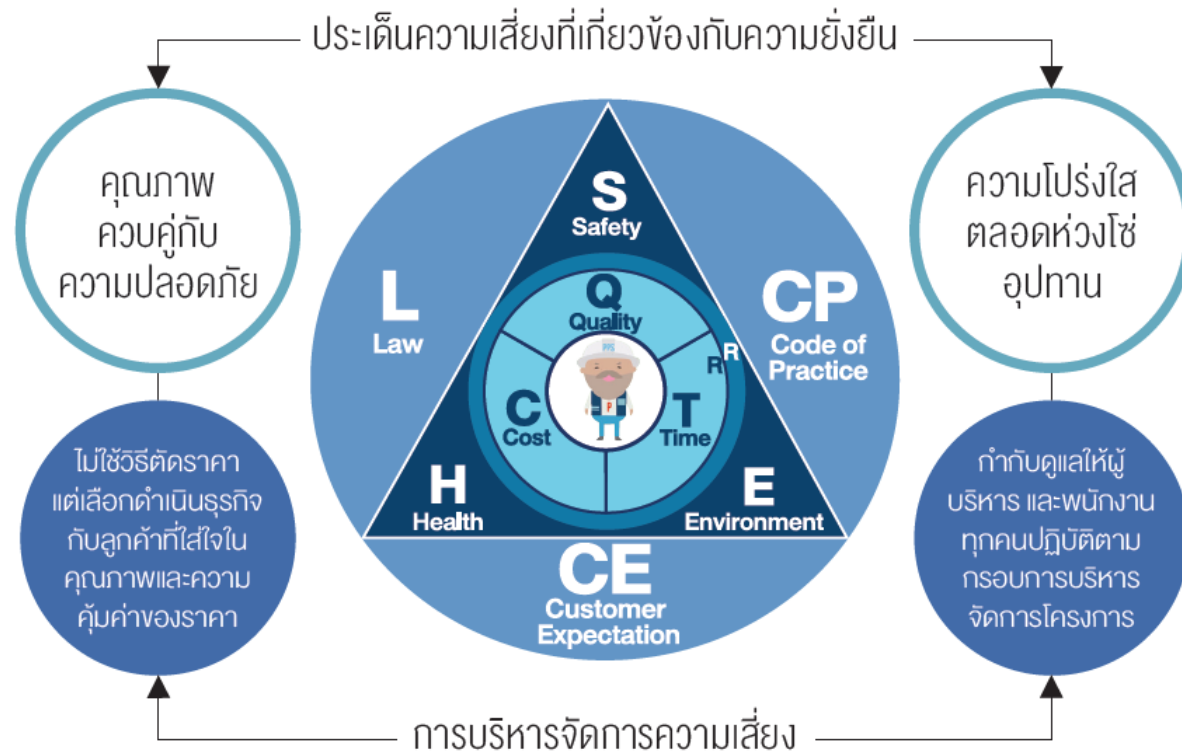 ประเด็นความเสี่ยงที่เกี่ยวข้องกับความยั่งยืน
คุณภาพ
ควบคู่กับ
ความปลอดภัย
ไม่ใช้วิธีตัดราคา
แต่เลือกดำเนินธุรกิจ
กับลูกค้าที่ใส่ใจใน
คุณภาพและความ
คุ้มค่าของราคา
L
Law
S
Safety
Q
Quality
C
Cost
T
Time
R
R
PPS
P
H
Health
E
Environment
CP
Code of
Practice
CE
Customer
Expectation
ความโปร่งใส
ตลอดห่วงโซ่
อุปทาน
กำกับดูแลให้ผู้
บริหาร และพนักงาน
ทุกคนปฏิบัติตาม
กรอบการบริหาร
จัดการโครงการ
การบริหารจัดการความเสี่ยง